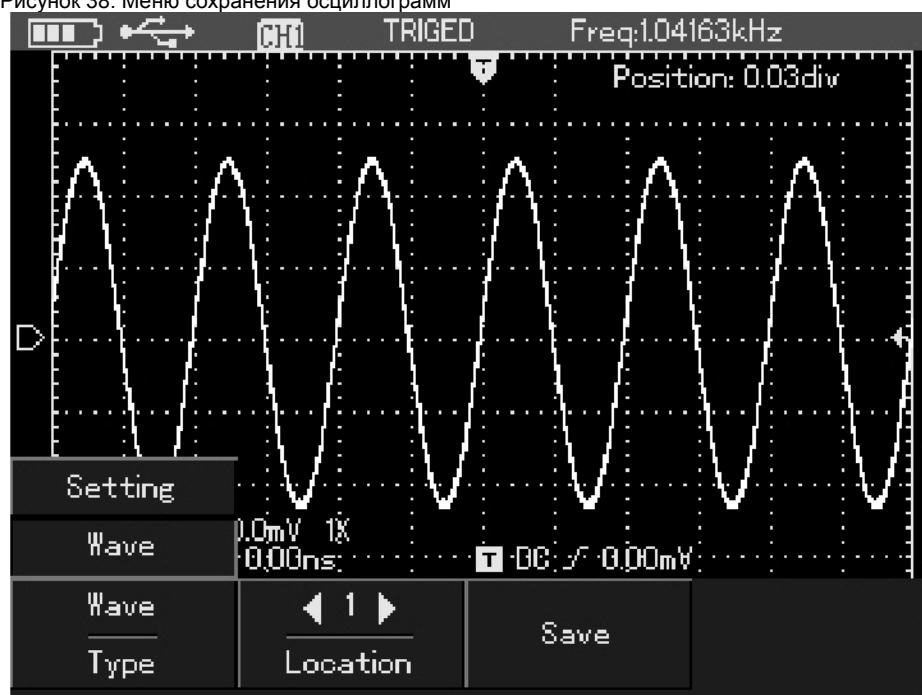 Рисунок 38. Меню сохранения осциллограмм
CH1 TRIGED Freq:1.04163kHz
T
Position: 0.03div
Setting
Wave
0.0mV 1X
0.00ns
T DC 0.00mV
Wave
Type
1
Location
Save